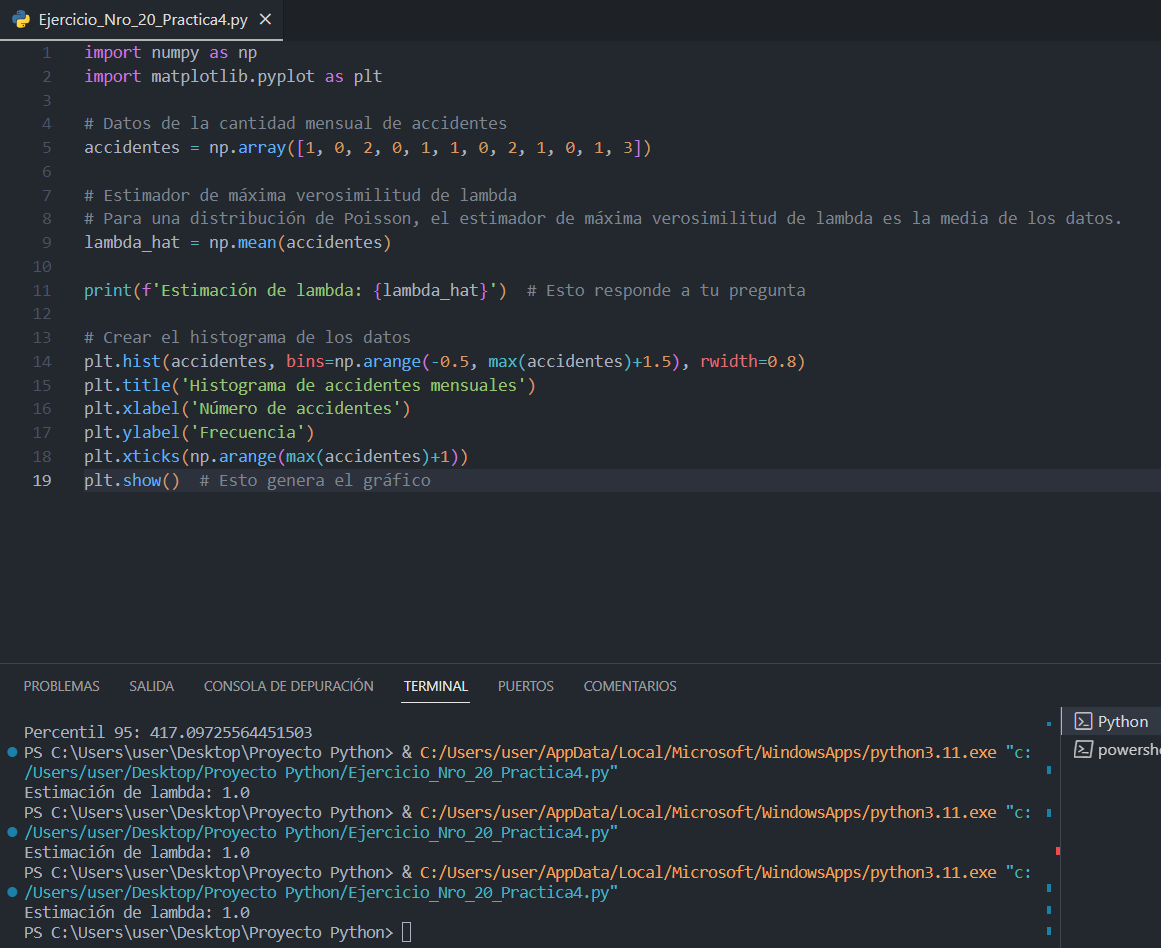 Ejercicio_Nro_20_Practica4.py
1 import numpy as np
2 import matplotlib.pyplot as plt
3
4 # Datos de la cantidad mensual de accidentes
5 accidentes = np.array([1, 0, 2, 0, 1, 1, 0, 2, 1, 0, 1, 3])
6
7 # Estimador de máxima verosimilitud de lambda
8 # Para una distribución de Poisson, el estimador de máxima verosimilitud de lambda es la media de los datos.
9 lambda_hat = np.mean(accidentes)
10
11 print(f'Estimación de lambda: {lambda_hat}')  # Esto responde a tu pregunta
12
13 # Crear el histograma de los datos
14 plt.hist(accidentes, bins=np.arange(-0.5, max(accidentes)+1.5), rwidth=0.8)
15 plt.title('Histograma de accidentes mensuales')
16 plt.xlabel('Número de accidentes')
17 plt.ylabel('Frecuencia')
18 plt.xticks(np.arange(max(accidentes)+1))
19 plt.show()  # Esto genera el gráfico
PROBLEMAS SALIDA CONSOLA DE DEPURACIÓN TERMINAL PUERTOS COMENTARIOS
Python
powershe
Percentil 95: 417.09725564451503
PS C:\Users\user\Desktop\Proyecto Python> & C:/Users/user/AppData/Local/Microsoft/WindowsApps/python3.11.exe "c:
/Users/user/Desktop/Proyecto Python/Ejercicio_Nro_20_Practica4.py"
Estimación de lambda: 1.0
PS C:\Users\user\Desktop\Proyecto Python> & C:/Users/user/AppData/Local/Microsoft/WindowsApps/python3.11.exe "c:
/Users/user/Desktop/Proyecto Python/Ejercicio_Nro_20_Practica4.py"
Estimación de lambda: 1.0
PS C:\Users\user\Desktop\Proyecto Python> & C:/Users/user/AppData/Local/Microsoft/WindowsApps/python3.11.exe "c:
/Users/user/Desktop/Proyecto Python/Ejercicio_Nro_20_Practica4.py"
Estimación de lambda: 1.0
PS C:\Users\user\Desktop\Proyecto Python>